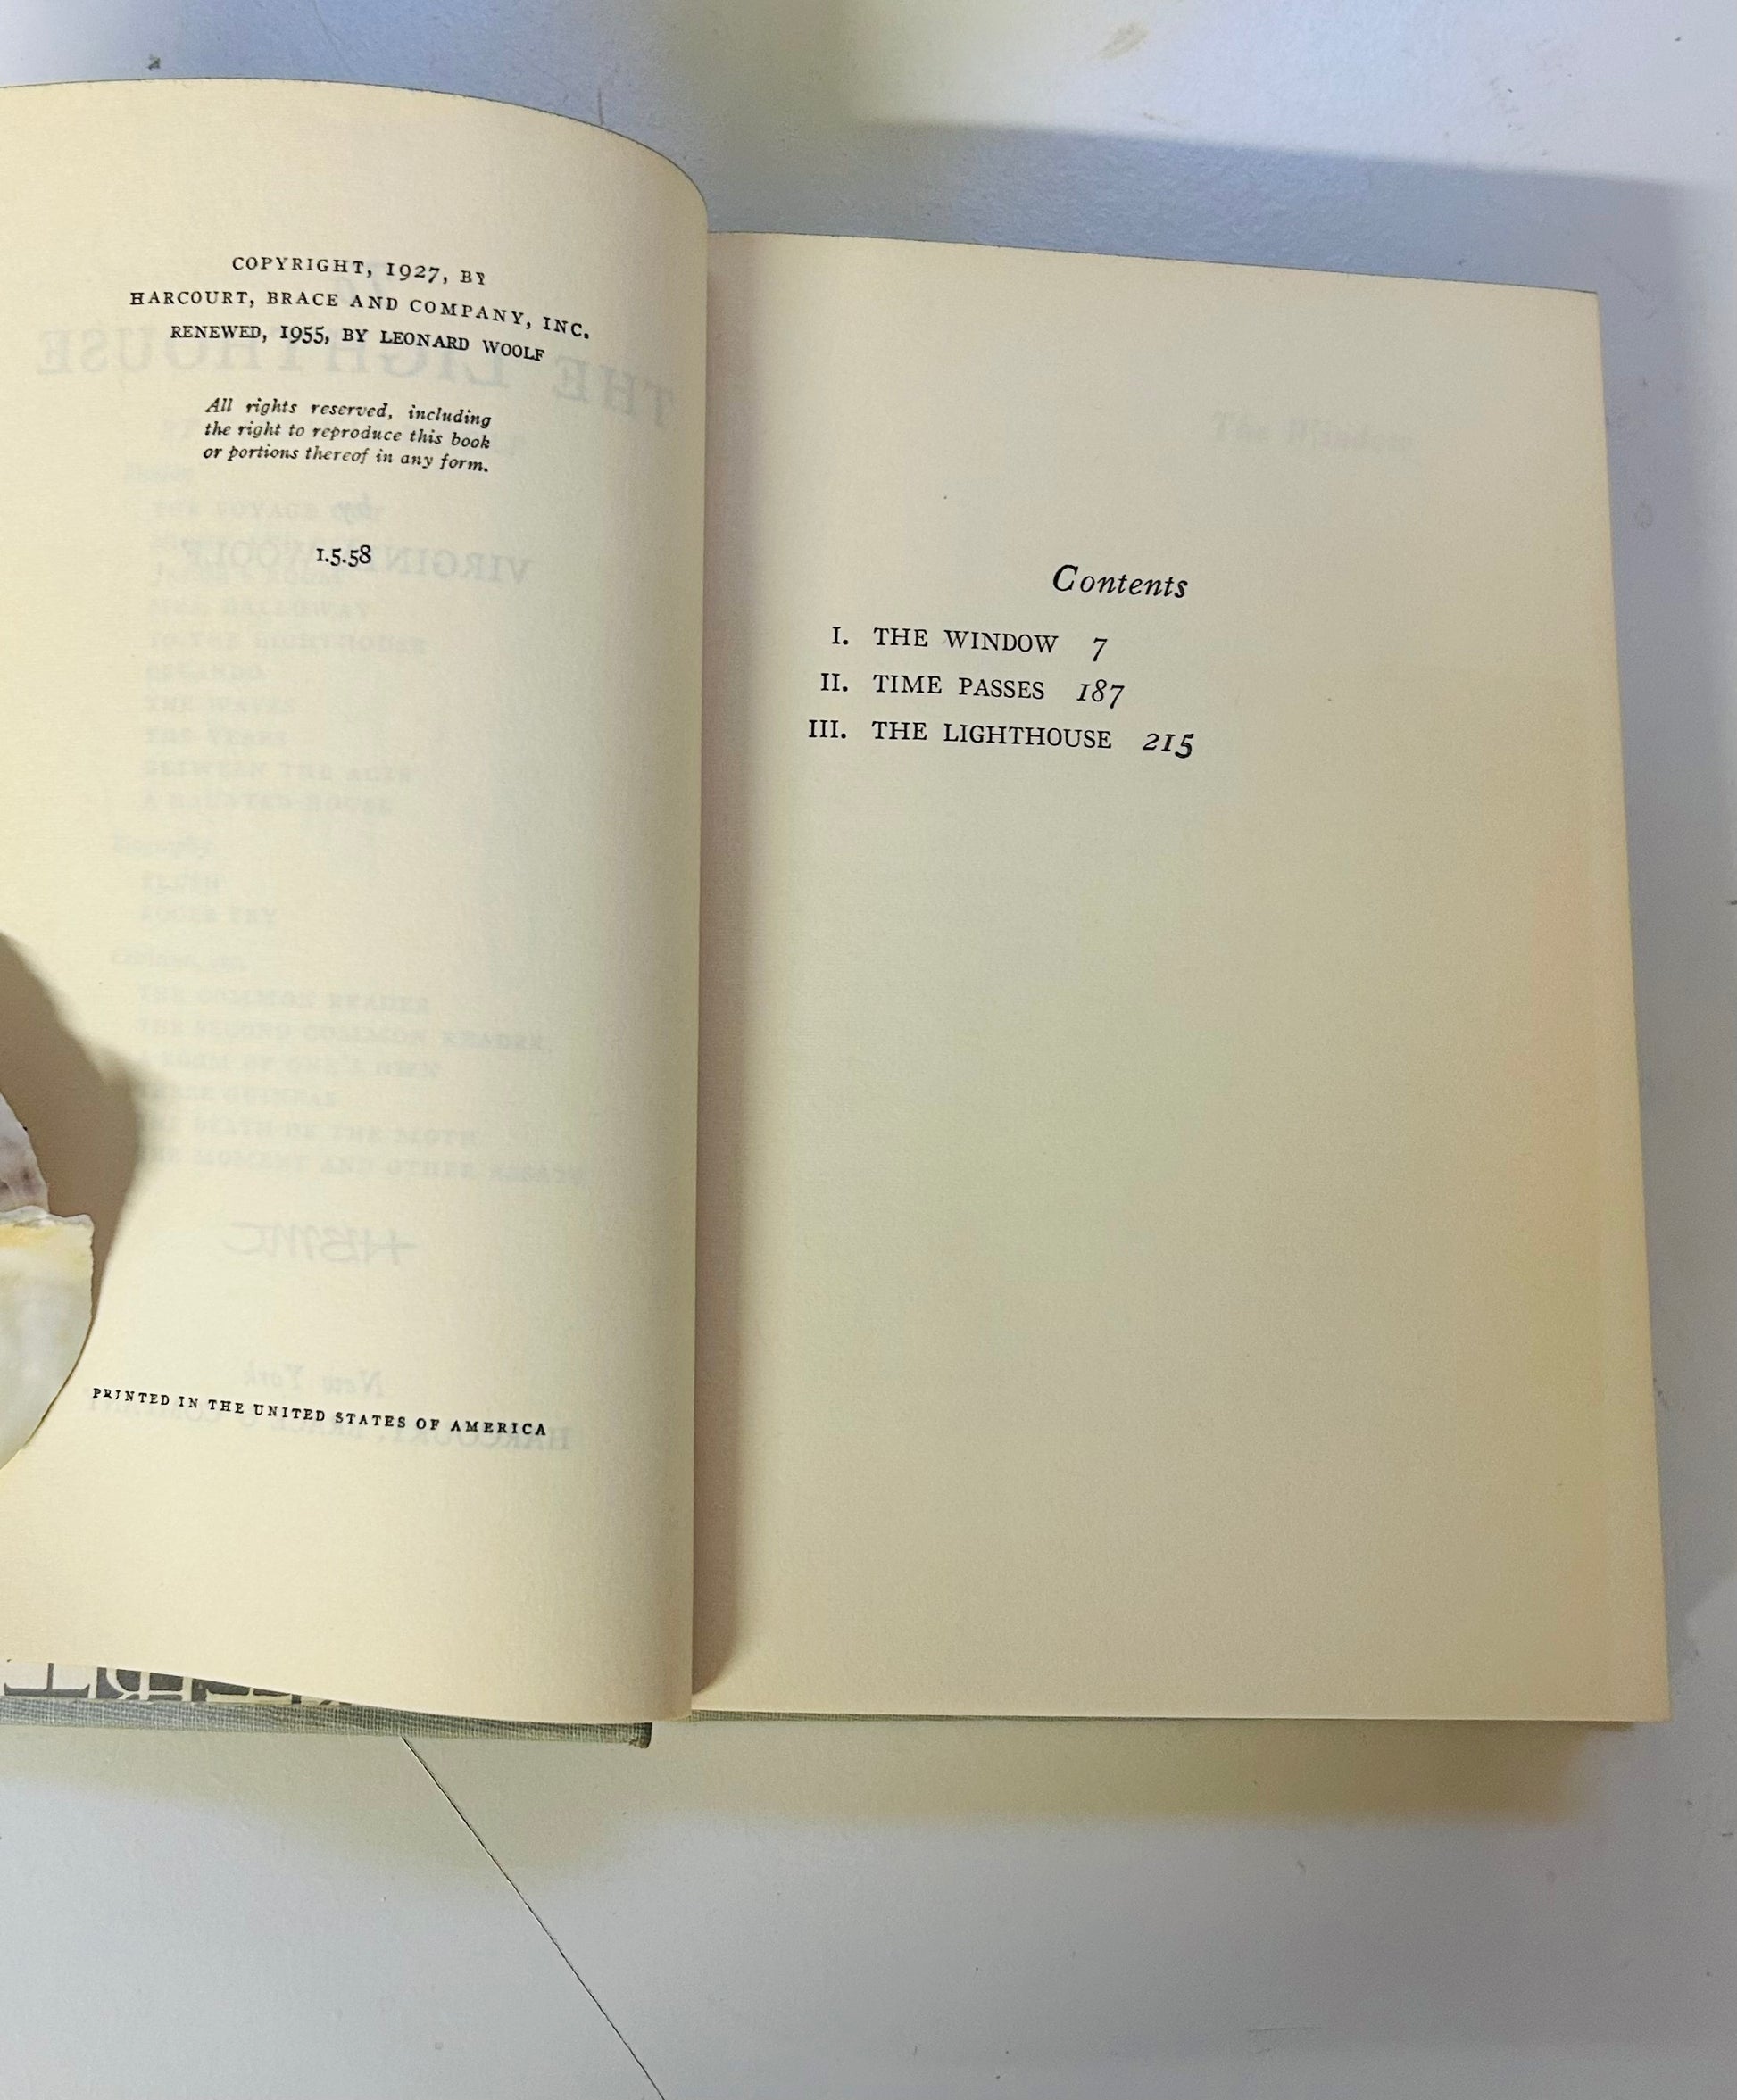 COPYRIGHT, 1927, BY
HARCOURT, BRACE AND COMPANY, INC.
RENEWED, 1955, BY LEONARD WOOLF
All rights reserved, including
the right to reproduce this book
or portions thereof in any form.
1.5.58
PRINTED IN THE UNITED STATES OF AMERICA
Contents
I. THE WINDOW 7
II. TIME PASSES 187
III. THE LIGHTHOUSE 215